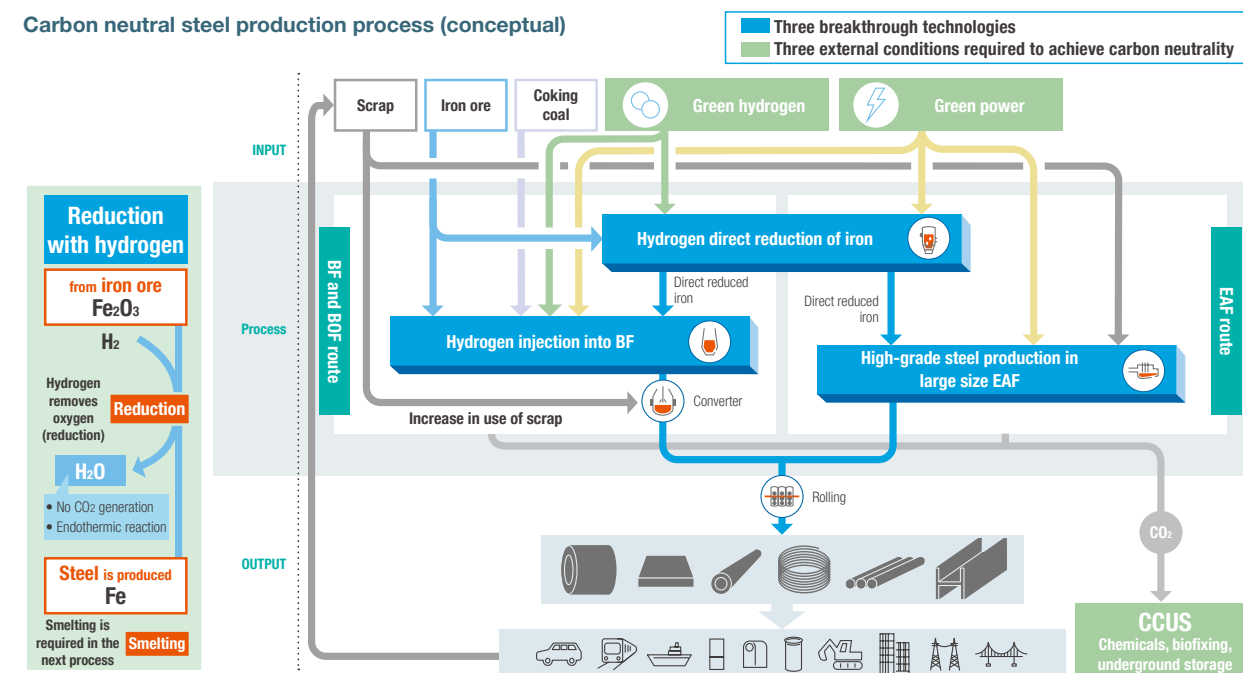 Carbon neutral steel production process (conceptual)
Three breakthrough technologies
Three external conditions required to achieve carbon neutrality
Scrap
Iron ore
Coking
coal
Green hydrogen
Green power
INPUT
Reduction
with hydrogen
from iron ore
Fe2O3
H2
Hydrogen
removes
oxygen
(reduction)
Reduction
H2O
• No CO2 generation
• Endothermic reaction
Steel is produced
Fe
Smelting is
required in the
next process
Smelting
Process
BF and BOF route
EAF route
Hydrogen direct reduction of iron
Direct reduced
iron
Direct reduced
iron
Hydrogen injection into BF
High-grade steel production in
large size EAF
Converter
Increase in use of scrap
Rolling
CO2
OUTPUT
CCUS
Chemicals, biofixing,
underground storage